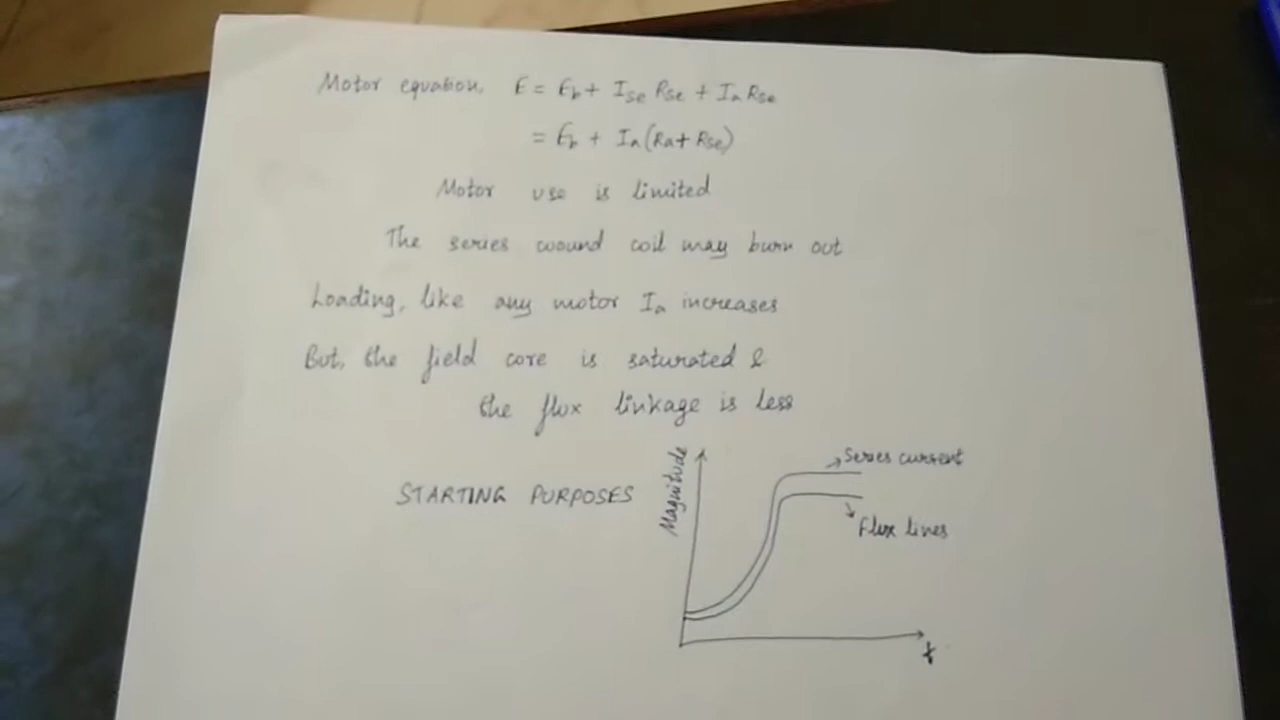 Motor equation, E = Eb + Ise Rse + Ia Rse
= Eb + Ia(Ra + Rse)
Motor use is limited
The series wound coil may burn out
Loading, like any motor Ia increases
But, the field core is saturated &
the flux linkage is less
STARTING PURPOSES
Magnitude
Series current
Flux lines
t